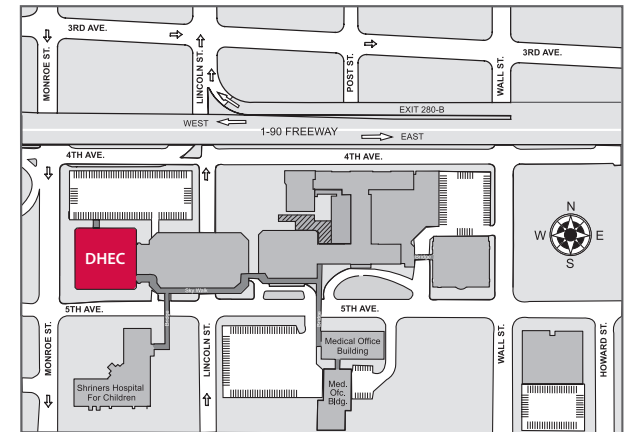 3RD AVE.
MONROE ST.
LINCOLN ST.
POST ST.
3RD AVE.
WALL ST.
EXIT 280-B
WEST
1-90 FREEWAY
EAST
4TH AVE.
4TH AVE.
N
W
E
S
DHEC
Sky Walk
5TH AVE.
5TH AVE.
MONROE ST.
LINCOLN ST.
WALL ST.
HOWARD ST.
Medical Office
Building
Shriners Hospital
For Children
Med.
Ofc.
Bldg.